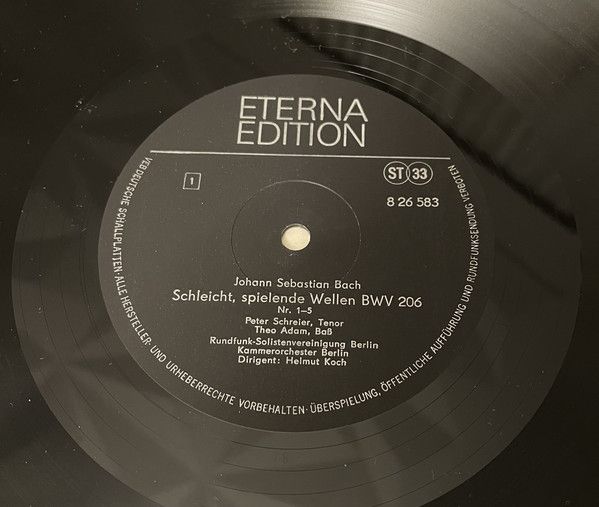 ETERNA
EDITION
ST 33
1
8 26 583
Johann Sebastian Bach
Schleicht, spielende Wellen BWV 206
Nr. 1–5
Peter Schreier, Tenor
Theo Adam, Baß
Rundfunk-Solistenvereinigung Berlin
Kammerorchester Berlin
Dirigent: Helmut Koch
VEB DEUTSCHE SCHALLPLATTEN · ALLE HERSTELLER- UND URHEBERRECHTE VORBEHALTEN · ÜBERSPIELUNG, ÖFFENTLICHE AUFFÜHRUNG UND RUNDFUNKSENDUNG VERBOTEN